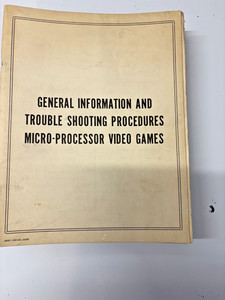 GENERAL INFORMATION AND
TROUBLE SHOOTING PROCEDURES
MICRO-PROCESSOR VIDEO GAMES